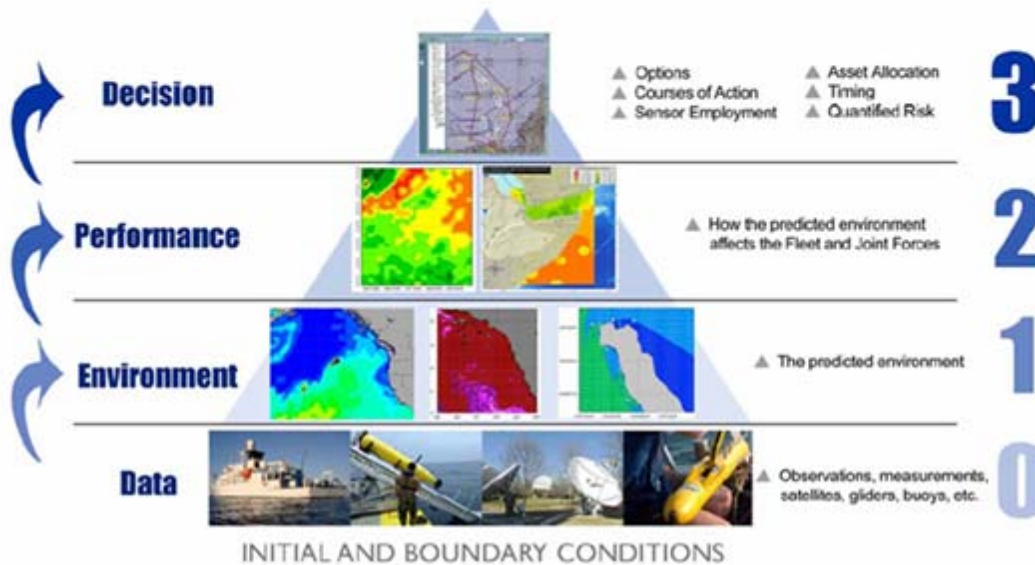 Decision
▲ Options
▲ Courses of Action
▲ Sensor Employment
▲ Asset Allocation
▲ Timing
▲ Quantified Risk
3
Performance
▲ How the predicted environment
affects the Fleet and Joint Forces
2
Environment
▲ The predicted environment
1
Data
▲ Observations, measurements,
satellites, gliders, buoys, etc.
0
INITIAL AND BOUNDARY CONDITIONS